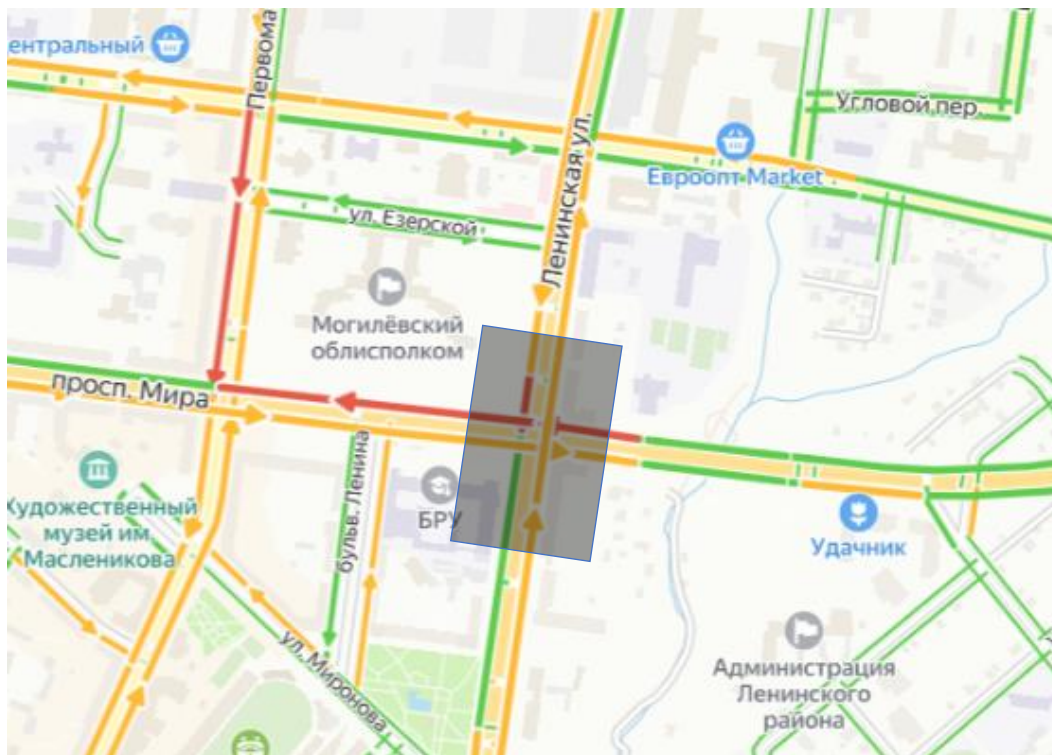 ентральный
Первома
Угловой пер.
Евроопт Market
Ленинская ул.
ул. Езерской
Могилёвский
облисполком
просп. Мира
бульв. Ленина
БРУ
Художественный
музей им.
Масленикова
Удачник
ул. Миронова
Администрация
Ленинского
района